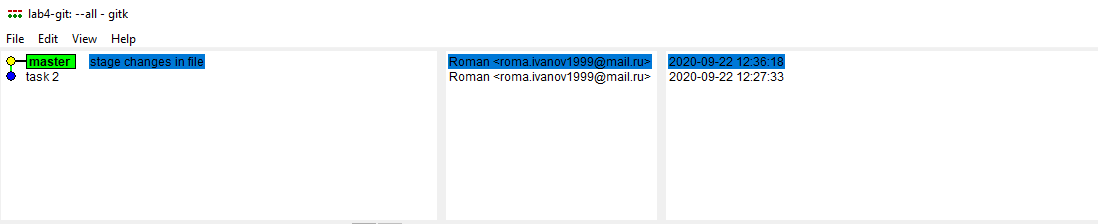 lab4-git: --all - gitk
File Edit View Help
master stage changes in file Roman <roma.ivanov1999@mail.ru> 2020-09-22 12:36:18
task 2 Roman <roma.ivanov1999@mail.ru> 2020-09-22 12:27:33